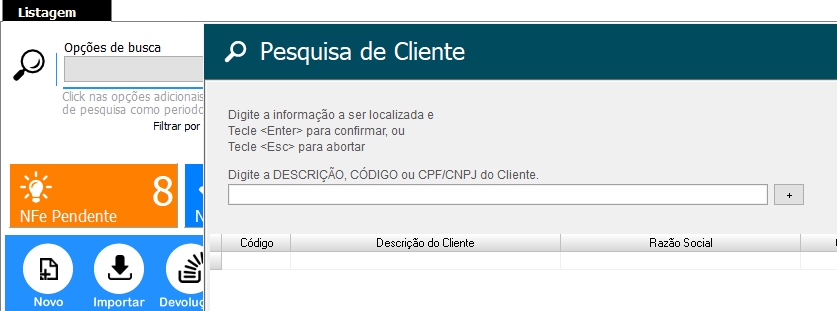 Listagem
Opções de busca
Click nas opções adicionais
de pesquisa como periodo
Filtrar por
8
NFe Pendente
N
Novo
Importar
Devoluç
Pesquisa de Cliente
Digite a informação a ser localizada e
Tecle <Enter> para confirmar, ou
Tecle <Esc> para abortar
Digite a DESCRIÇÃO, CÓDIGO ou CPF/CNPJ do Cliente.
+
Código Descrição do Cliente Razão Social